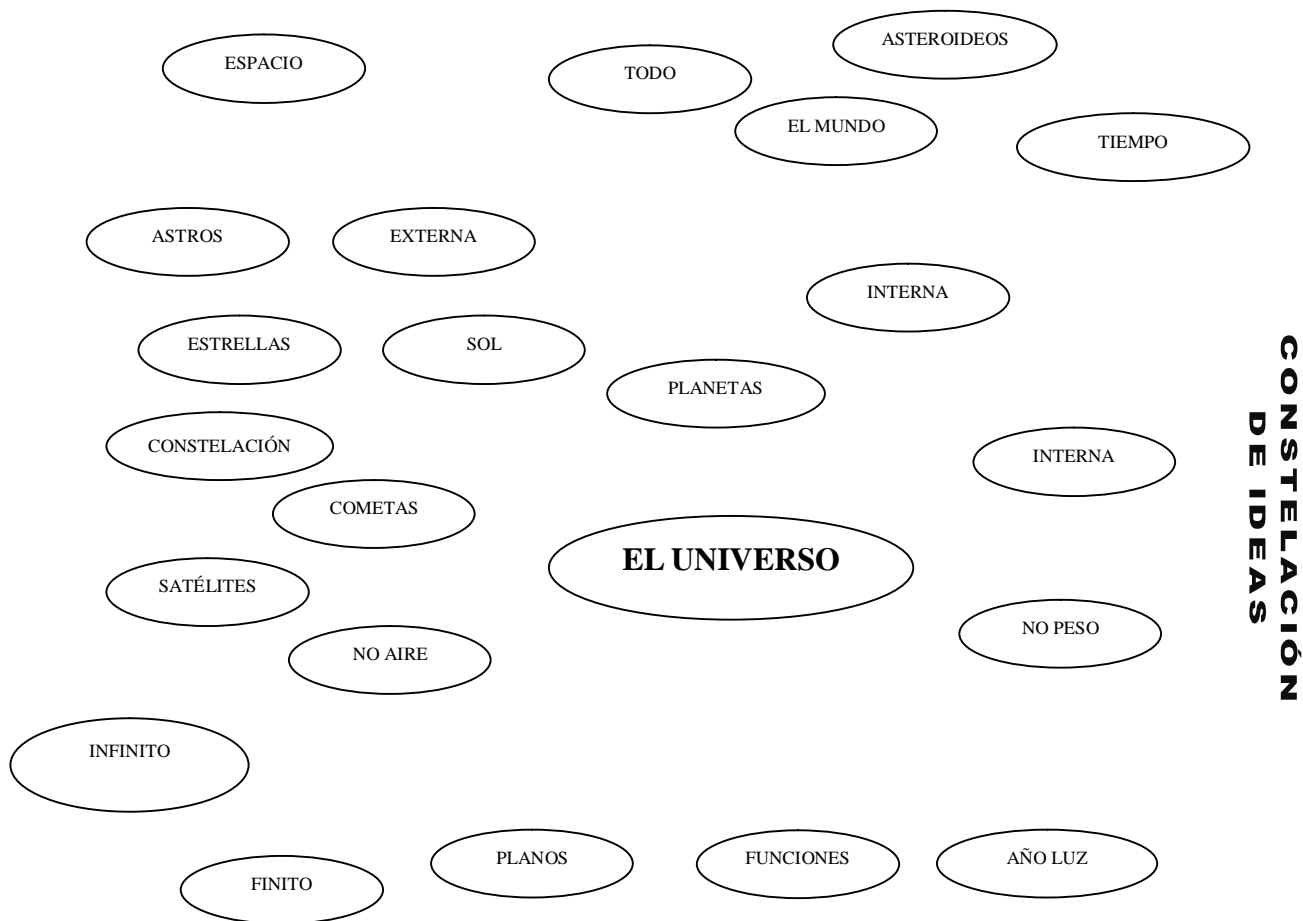 ASTEROIDEOS
ESPACIO
TODO
EL MUNDO
TIEMPO
ASTROS
EXTERNA
INTERNA
ESTRELLAS
SOL
PLANETAS
CONSTELACIÓN
INTERNA
COMETAS
EL UNIVERSO
SATÉLITES
NO PESO
NO AIRE
INFINITO
PLANOS
FUNCIONES
AÑO LUZ
FINITO
CONSTELACIÓN
DE IDEAS